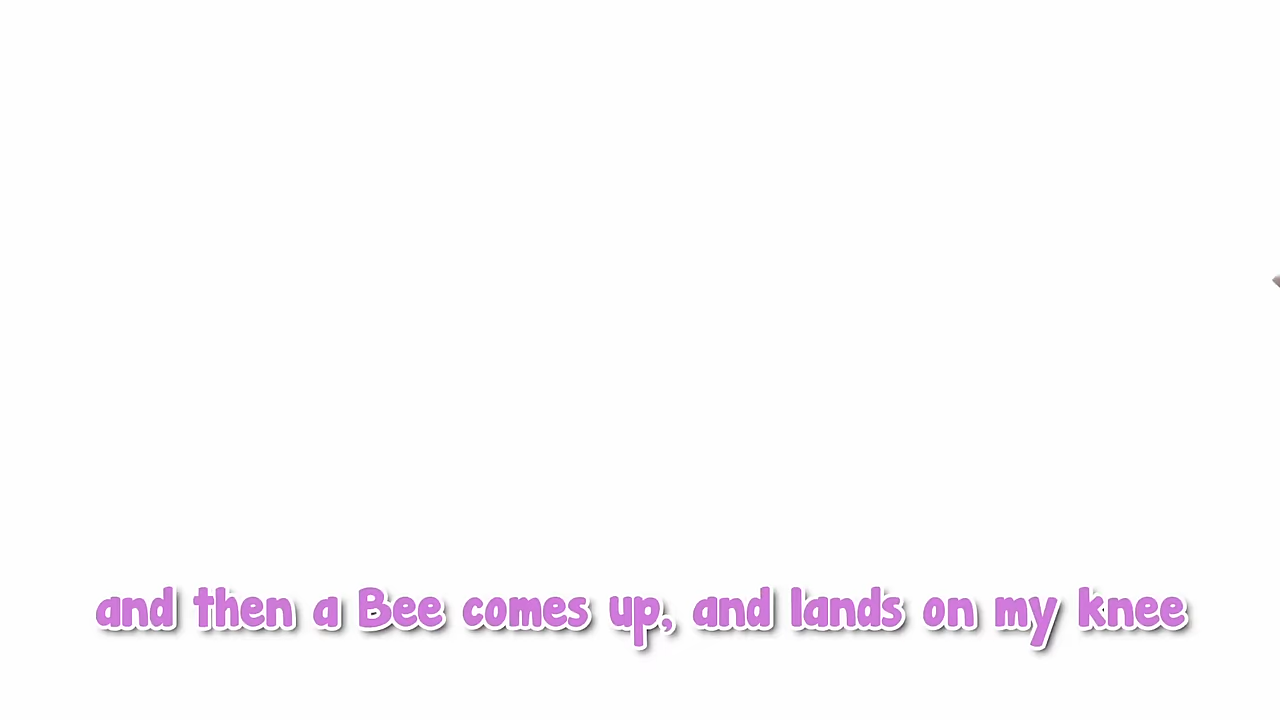 and then a Bee comes up, and lands on my knee